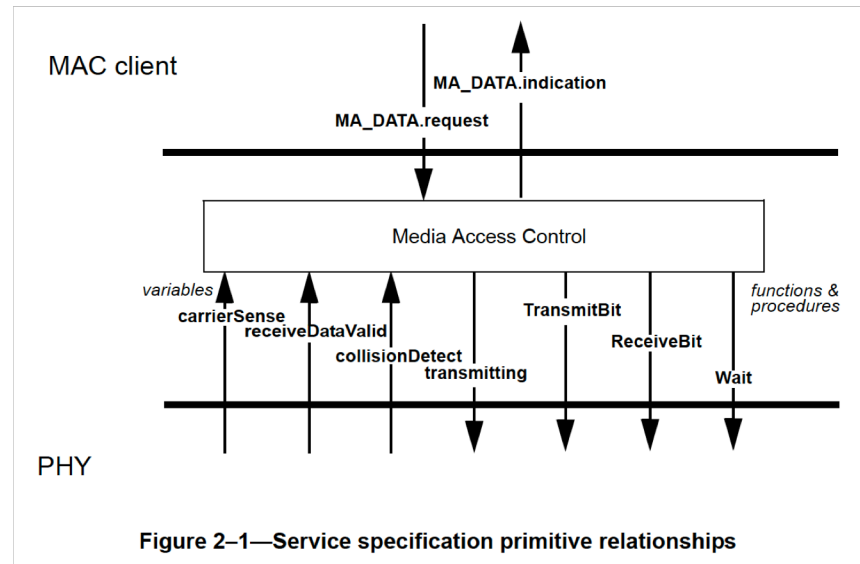 MAC client
MA_DATA.indication
MA_DATA.request
Media Access Control
variables
carrierSense
receiveDataValid
collisionDetect
transmitting
TransmitBit
ReceiveBit
Wait
functions &
procedures
PHY
Figure 2–1—Service specification primitive relationships